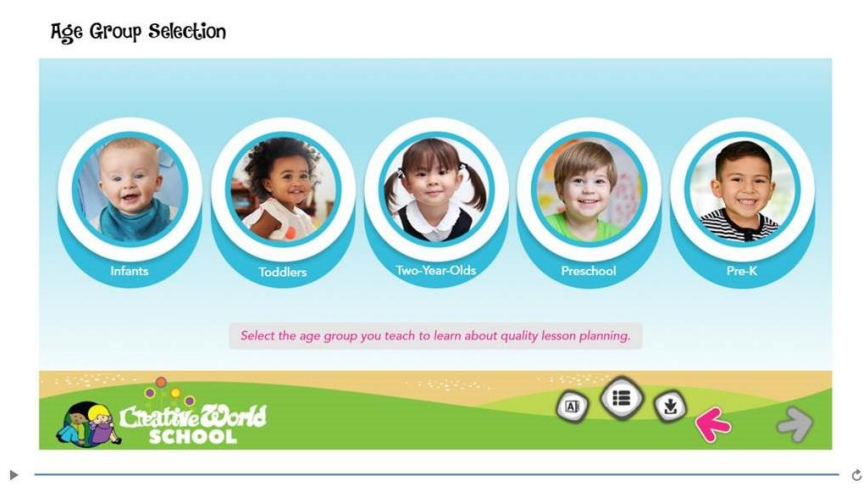 Age Group Selection
Infants
Toddlers
Two-Year-Olds
Preschool
Pre-K
Select the age group you teach to learn about quality lesson planning.
A
Creative World
SCHOOL